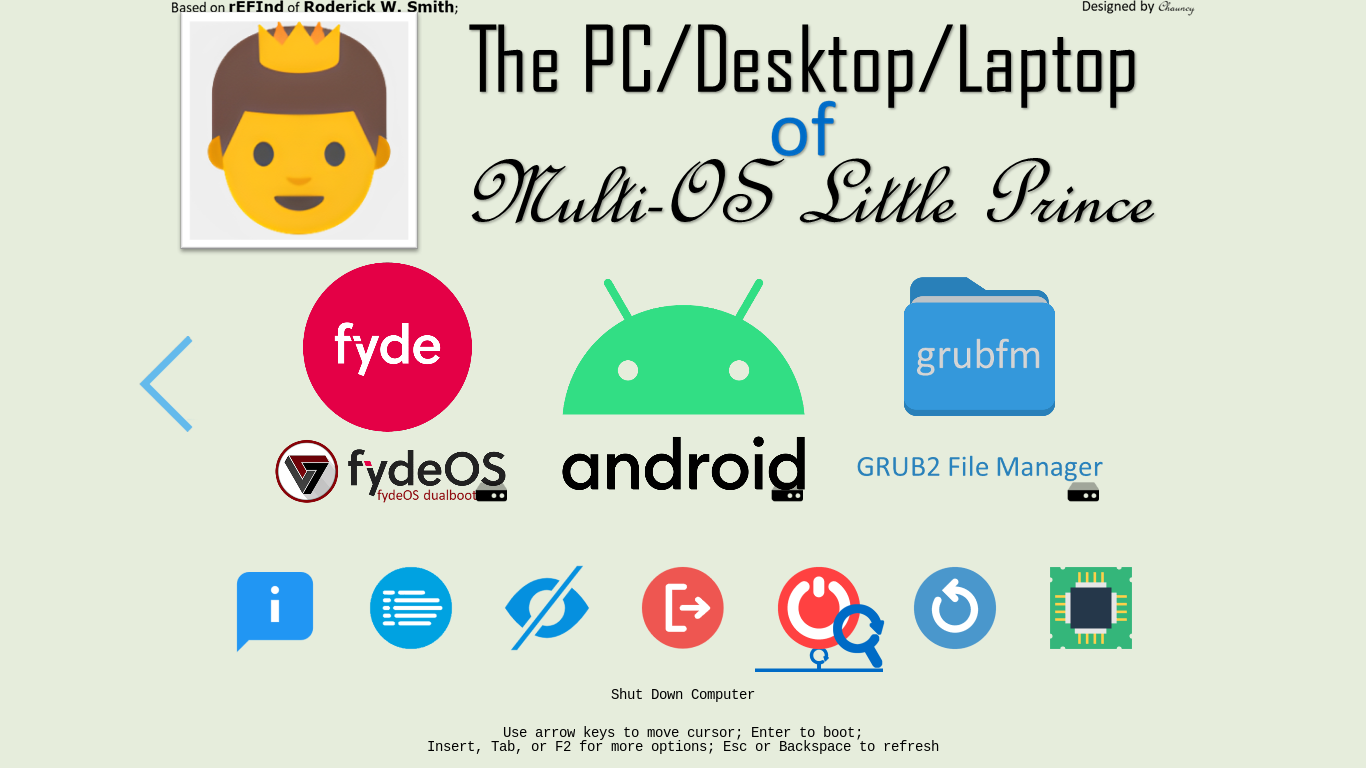 Based on rEFInd of Roderick W. Smith;
Designed by Chauncy
The PC/Desktop/Laptop
of
Multi-OS Little Prince
fyde
grubfm
fydeOS
fydeOS dualboot
android
GRUB2 File Manager
i
Shut Down Computer
Use arrow keys to move cursor; Enter to boot;
Insert, Tab, or F2 for more options; Esc or Backspace to refresh